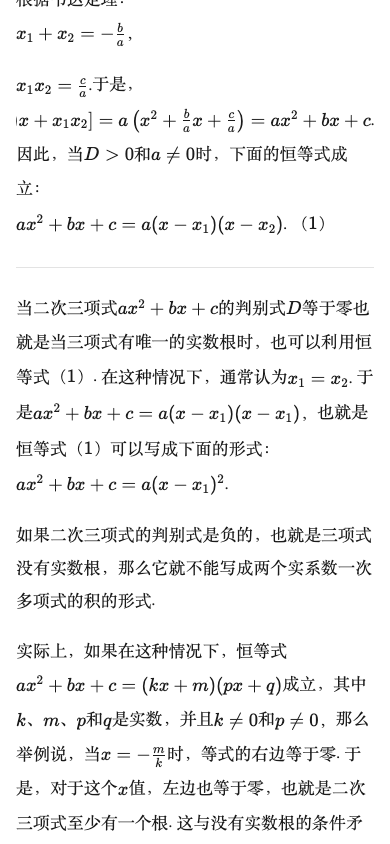 x₁ + x₂ = −b/a,
x₁x₂ = c/a.于是,
x + x₁x₂] = a(x² + b/a x + c/a) = ax² + bx + c.
因此，当D > 0和a ≠ 0时，下面的恒等式成
立：
ax² + bx + c = a(x − x₁)(x − x₂).（1）
当二次三项式ax² + bx + c的判别式D等于零也
就是当三项式有唯一的实数根时，也可以利用恒
等式（1）. 在这种情况下，通常认为x₁ = x₂. 于
是ax² + bx + c = a(x − x₁)(x − x₁)，也就是
恒等式（1）可以写成下面的形式：
ax² + bx + c = a(x − x₁)².
如果二次三项式的判别式是负的，也就是三项式
没有实数根，那么它就不能写成两个实系数一次
多项式的积的形式.
实际上，如果在这种情况下，恒等式
ax² + bx + c = (kx + m)(px + q)成立，其中
k、m、p和q是实数，并且k ≠ 0和p ≠ 0，那么
举例说，当x = −m/k时，等式的右边等于零. 于
是，对于这个x值，左边也等于零，也就是二次
三项式至少有一个根. 这与没有实数根的条件矛